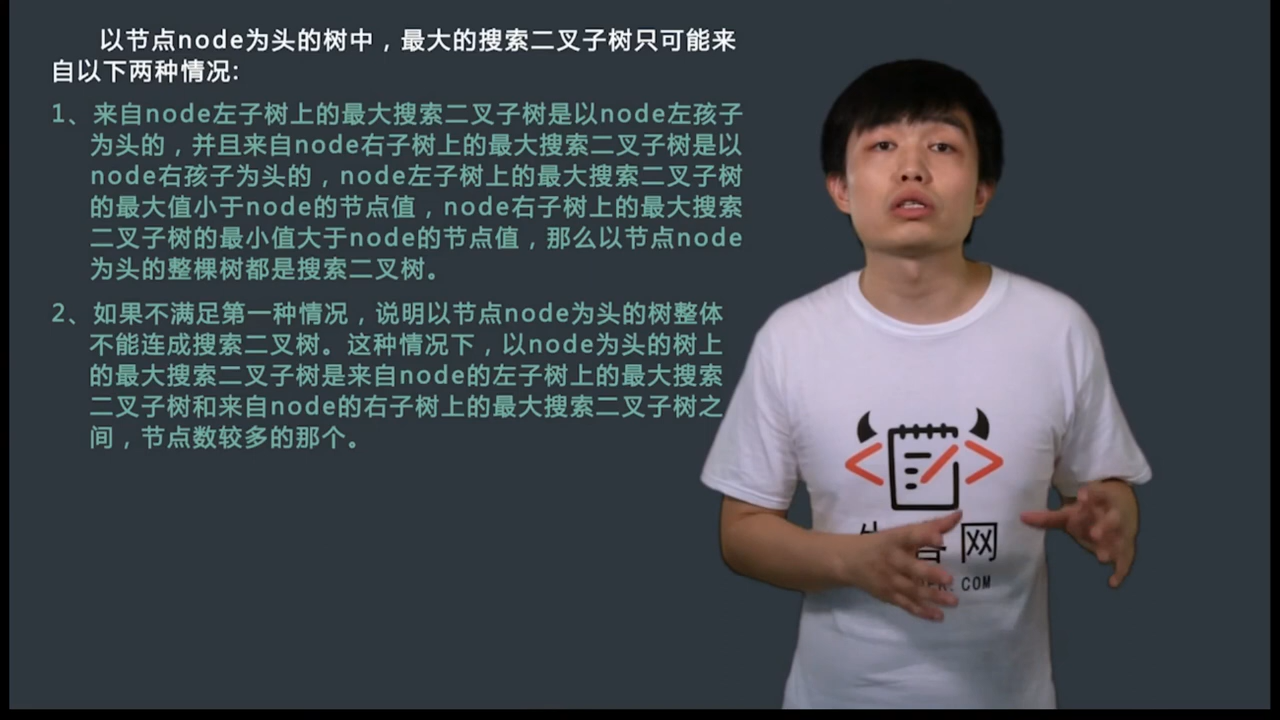 以节点node为头的树中，最大的搜索二叉子树只可能来
自以下两种情况:
1、来自node左子树上的最大搜索二叉子树是以node左孩子
为头的，并且来自node右子树上的最大搜索二叉子树是以
node右孩子为头的，node左子树上的最大搜索二叉子树
的最大值小于node的节点值，node右子树上的最大搜索
二叉子树的最小值大于node的节点值，那么以节点node
为头的整棵树都是搜索二叉树。
2、如果不满足第一种情况，说明以节点node为头的树整体
不能连成搜索二叉树。这种情况下，以node为头的树上
的最大搜索二叉子树是来自node的左子树上的最大搜索
二叉子树和来自node的右子树上的最大搜索二叉子树之
间，节点数较多的那个。
网
.COM